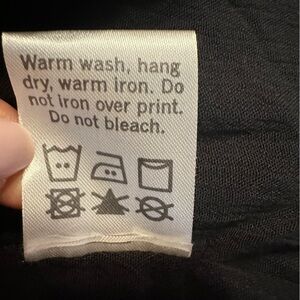 Warm wash, hang
dry, warm iron. Do
not iron over print.
Do not bleach.